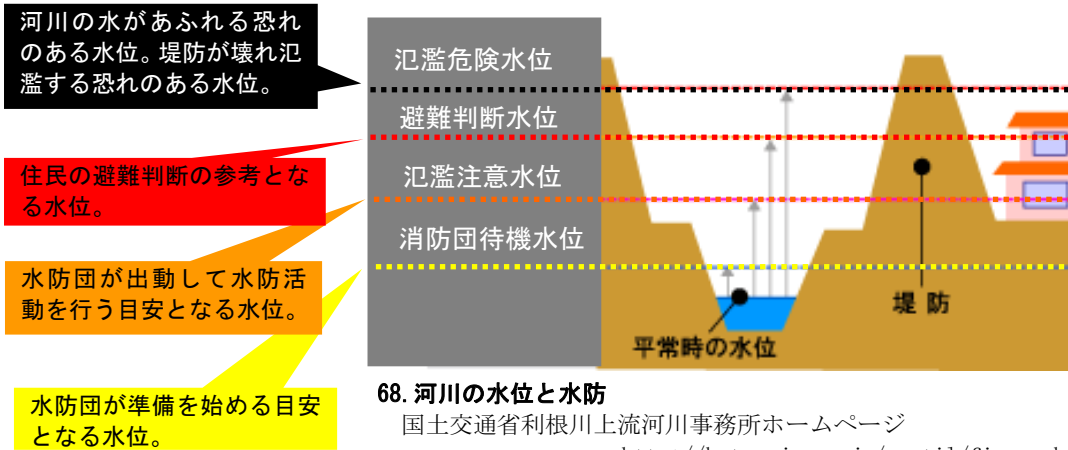 河川の水があふれる恐れ
のある水位。堤防が壊れ氾
濫する恐れのある水位。
住民の避難判断の参考とな
る水位。
水防団が出動して水防活
動を行う目安となる水位。
水防団が準備を始める目安
となる水位。
氾濫危険水位
避難判断水位
氾濫注意水位
消防団待機水位
堤 防
平常時の水位
68.河川の水位と水防
国土交通省利根川上流河川事務所ホームページ